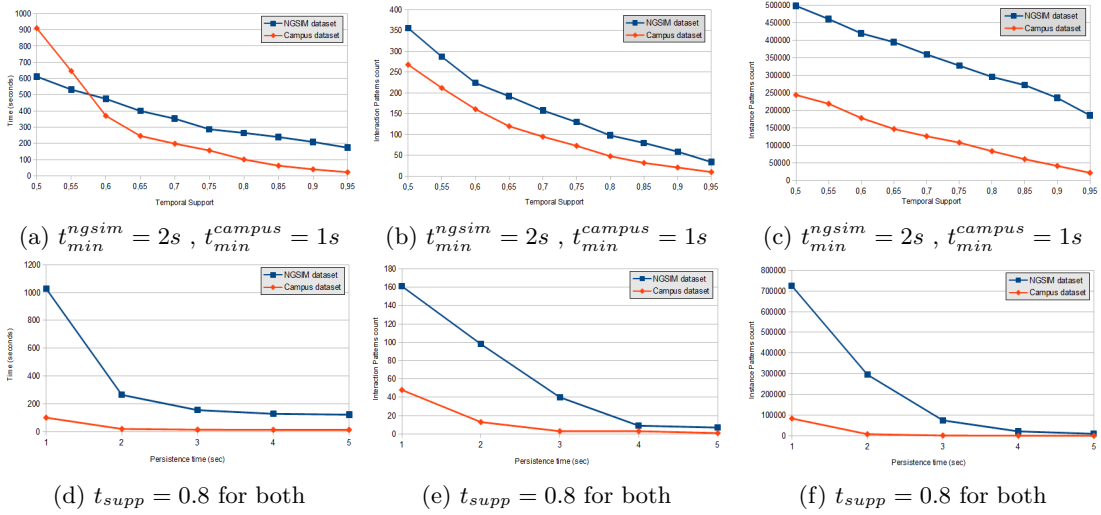 1000
900
800
700
600
500
400
300
200
100
0
0,5 0,55 0,6 0,65 0,7 0,75 0,8 0,85 0,9 0,95
Time (seconds)
Temporal Support
NGSIM dataset
Campus dataset
(a) t_{min}^{ngsim} = 2s , t_{min}^{campus} = 1s
400
350
300
250
200
150
100
50
0
0,5 0,55 0,6 0,65 0,7 0,75 0,8 0,85 0,9 0,95
Interaction Patterns count
Temporal Support
NGSIM dataset
Campus dataset
(b) t_{min}^{ngsim} = 2s , t_{min}^{campus} = 1s
500000
450000
400000
350000
300000
250000
200000
150000
100000
50000
0
0,5 0,55 0,6 0,65 0,7 0,75 0,8 0,85 0,9 0,95
Instance Patterns count
Temporal Support
NGSIM dataset
Campus dataset
(c) t_{min}^{ngsim} = 2s , t_{min}^{campus} = 1s
1200
1000
800
600
400
200
0
1 2 3 4 5
Time (seconds)
Persistence time (sec)
NGSIM dataset
Campus dataset
(d) t_{supp} = 0.8 for both
180
160
140
120
100
80
60
40
20
0
1 2 3 4 5
Interaction Patterns count
Persistence time (sec)
NGSIM dataset
Campus dataset
(e) t_{supp} = 0.8 for both
800000
700000
600000
500000
400000
300000
200000
100000
0
1 2 3 4 5
Instance Patterns count
Persistence time (sec)
NGSIM dataset
Campus dataset
(f) t_{supp} = 0.8 for both